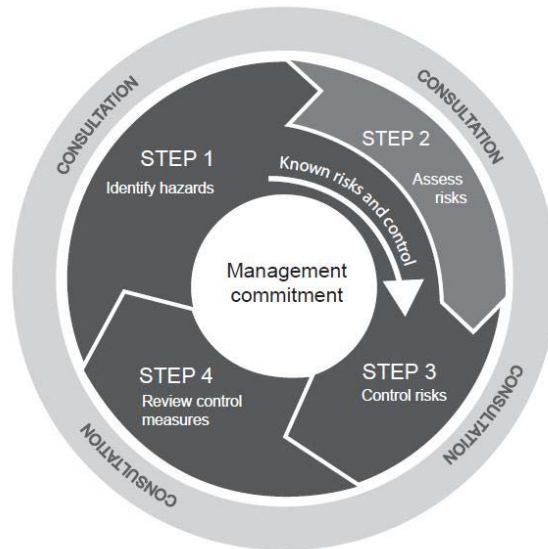 CONSULTATION
CONSULTATION
STEP 1
Identify hazards
STEP 2
Assess
risks
Known risks and control
Management
commitment
STEP 3
Control risks
STEP 4
Review control
measures
CONSULTATION
CONSULTATION